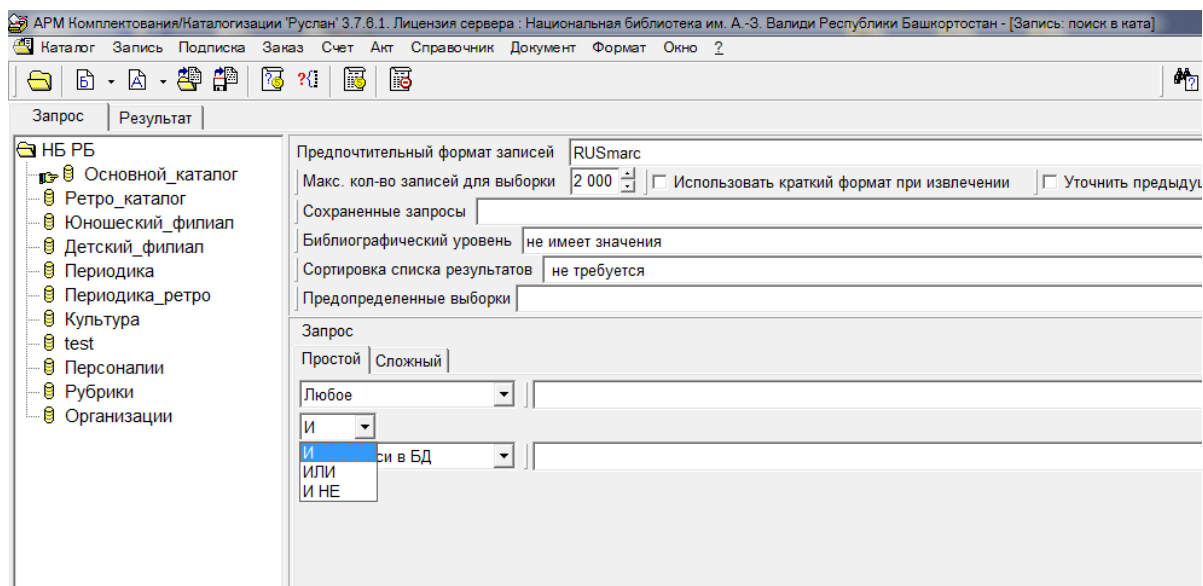 АРМ Комплектования/Каталогизации 'Руслан' 3.7.6.1. Лицензия сервера : Национальная библиотека им. А.-З. Валиди Республики Башкортостан - [Запись: поиск в ката]
Каталог Запись Подписка Заказ Счет Акт Справочник Документ Формат Окно ?
Запрос Результат
НБ РБ
Основной_каталог
Ретро_каталог
Юношеский_филиал
Детский_филиал
Периодика
Периодика_ретро
Культура
test
Персоналии
Рубрики
Организации
Предпочтительный формат записей RUSmarc
Макс. кол-во записей для выборки 2 000 Использовать краткий формат при извлечении Уточнить предыдущ
Сохраненные запросы
Библиографический уровень не имеет значения
Сортировка списка результатов не требуется
Предопределенные выборки
Запрос
Простой Сложный
Любое
И
И
си в БД
ИЛИ
И НЕ